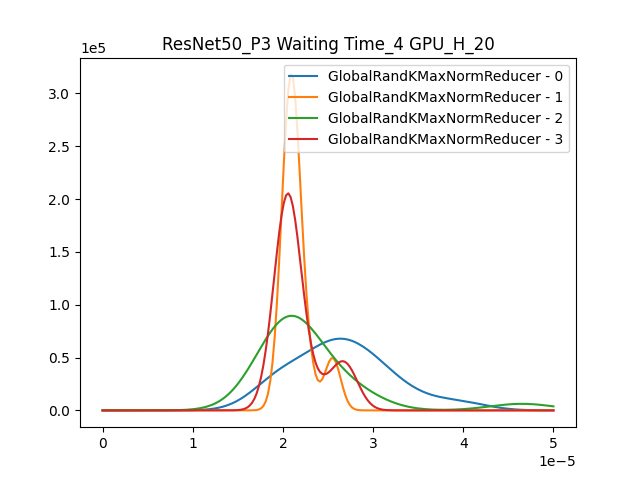 ResNet50_P3 Waiting Time_4 GPU_H_20
1e5
GlobalRandKMaxNormReducer - 0
GlobalRandKMaxNormReducer - 1
GlobalRandKMaxNormReducer - 2
GlobalRandKMaxNormReducer - 3
3.0
2.5
2.0
1.5
1.0
0.5
0.0
0 1 2 3 4 5
1e−5